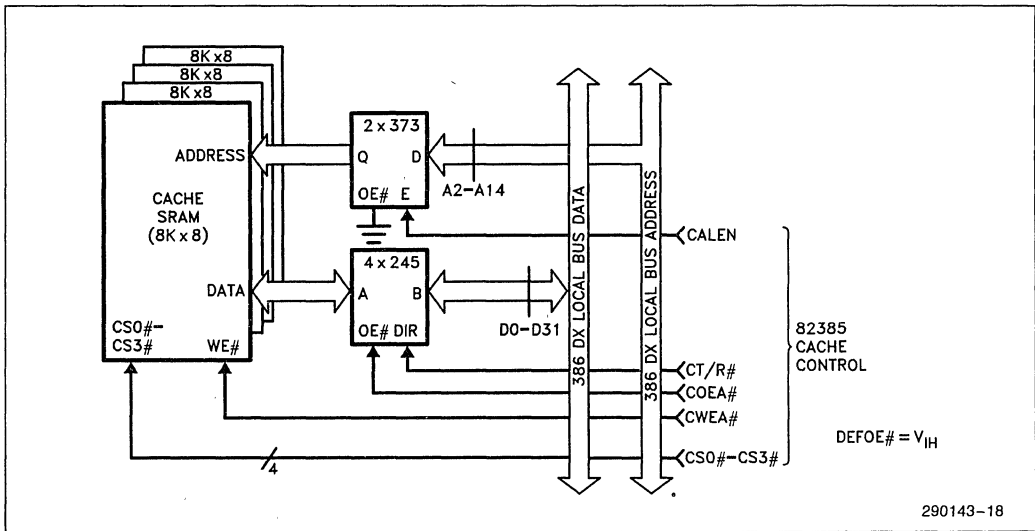 8K x8
8K x8
8K x8
2 x 373
ADDRESS
Q D
A2-A14
CACHE
SRAM
(8K x 8)
OE# E
CALEN
4 x 245
DATA
A B
D0-D31
OE# DIR
CS0#-
CS3#
WE#
386 DX LOCAL BUS DATA
386 DX LOCAL BUS ADDRESS
82385
CACHE
CONTROL
CT/R#
COEA#
CWEA#
CS0#-CS3#
4
DEFOE# = VIH
290143-18